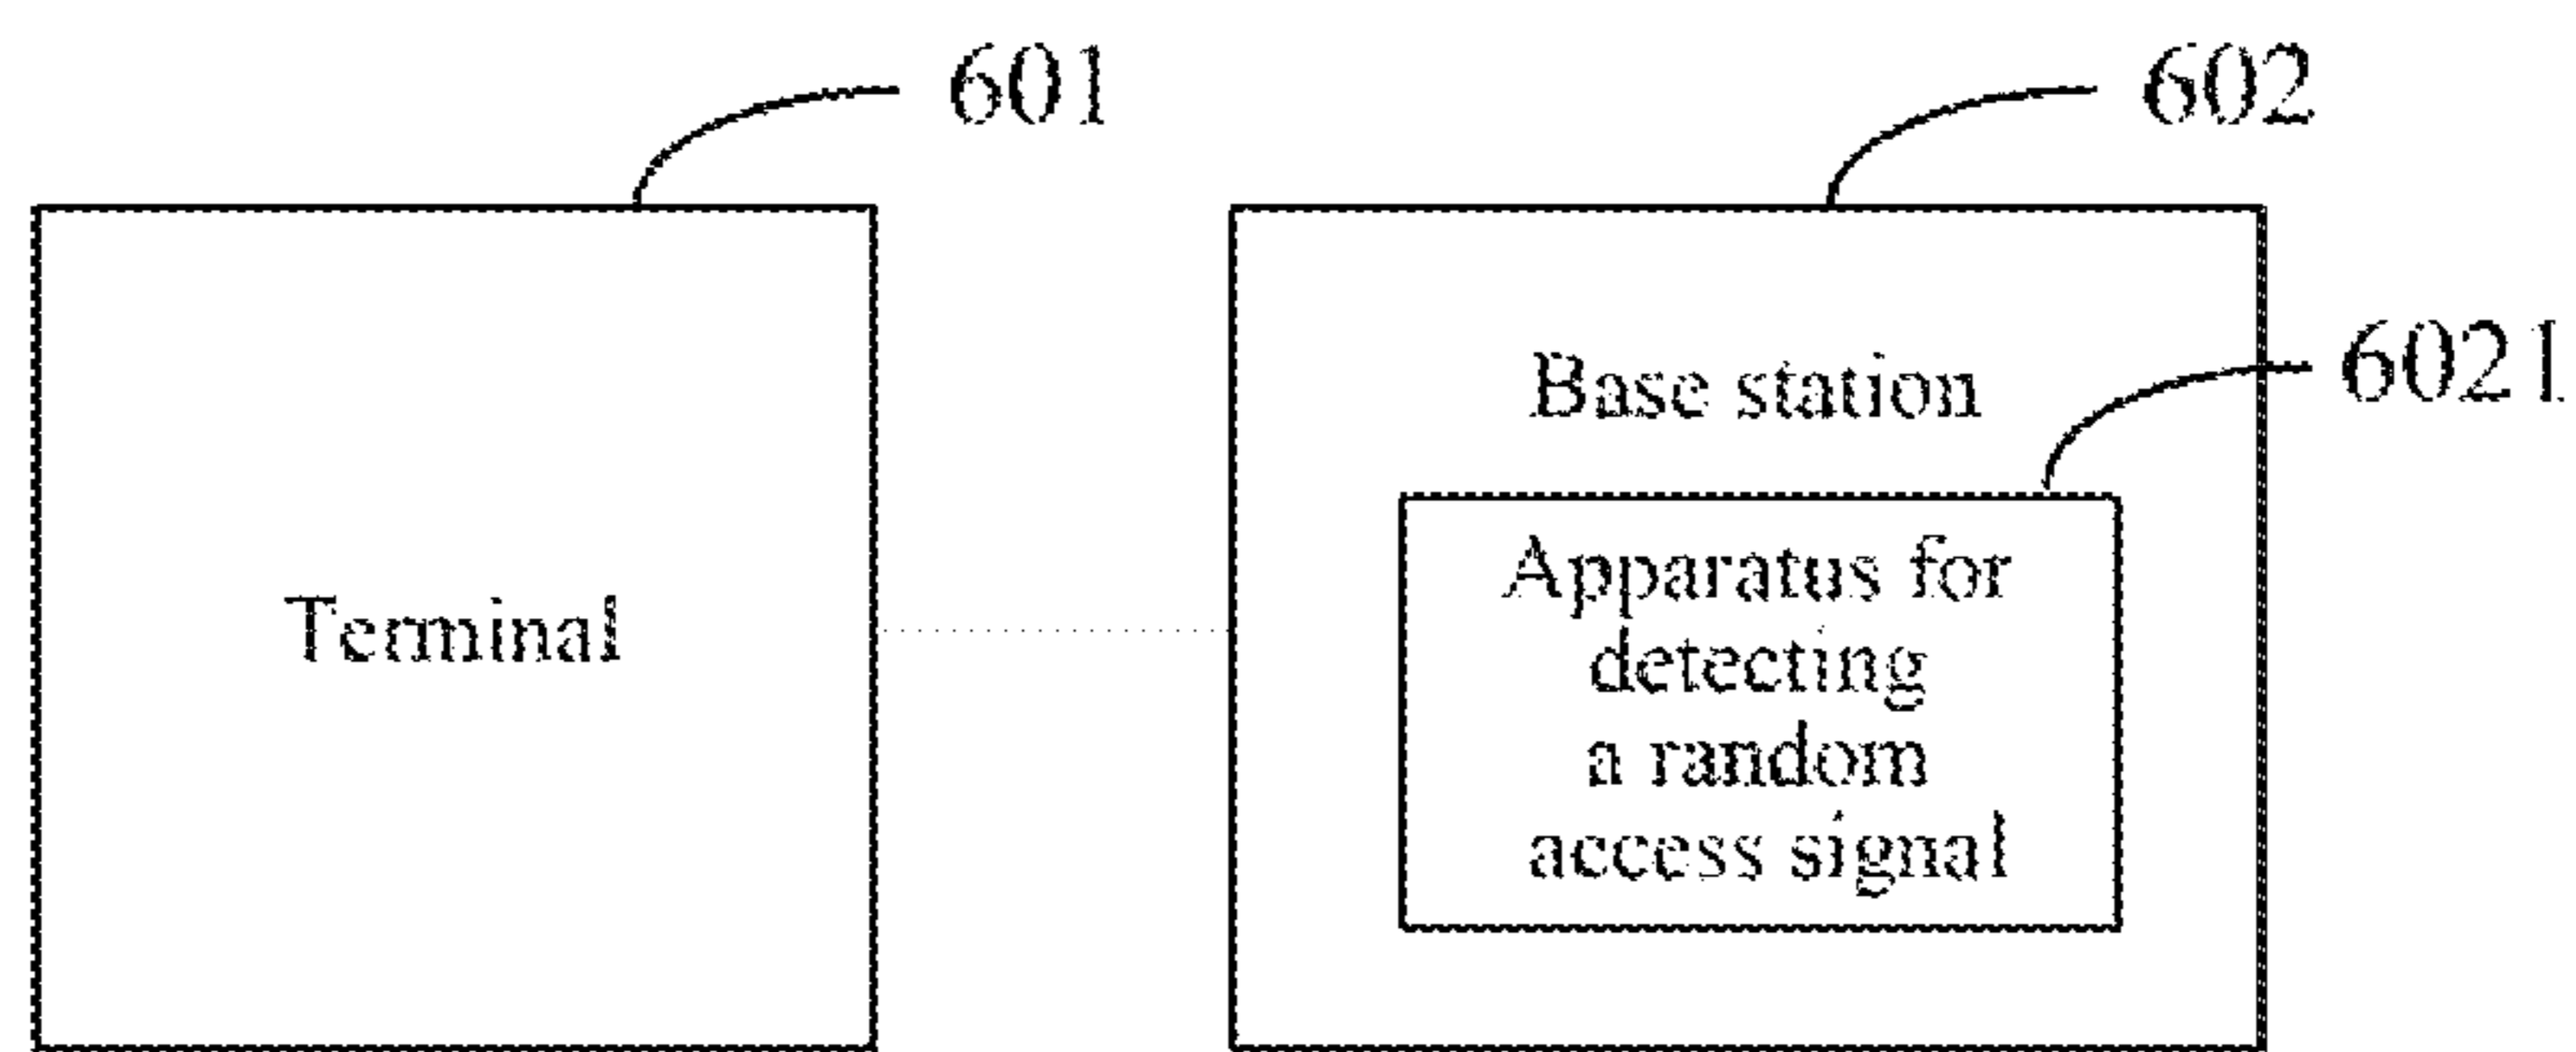 601
602
Base station
6021
Terminal
Apparatus for
detecting
a random
access signal